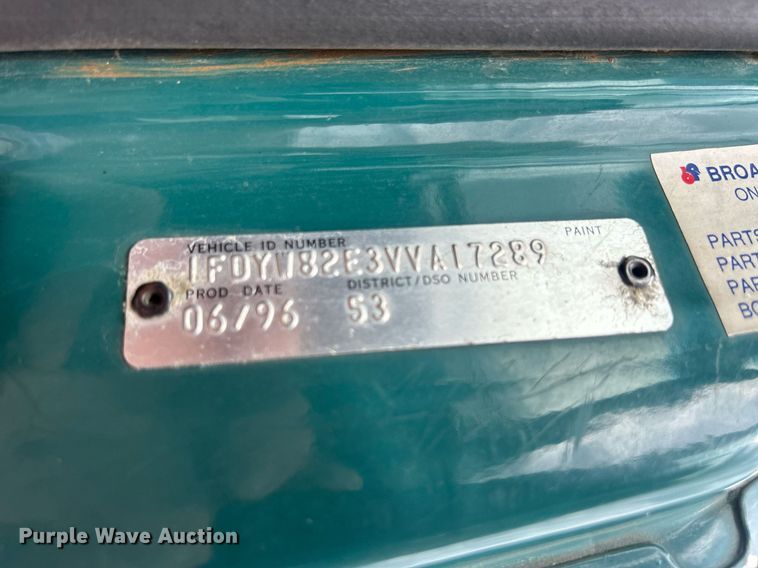 VEHICLE ID NUMBER
PAINT
1FDYW82E3VVA17289
PROD DATE
DISTRICT/DSO NUMBER
06/96 53
BROA
ON
PARTS
PART
PAR
BO
Purple Wave Auction